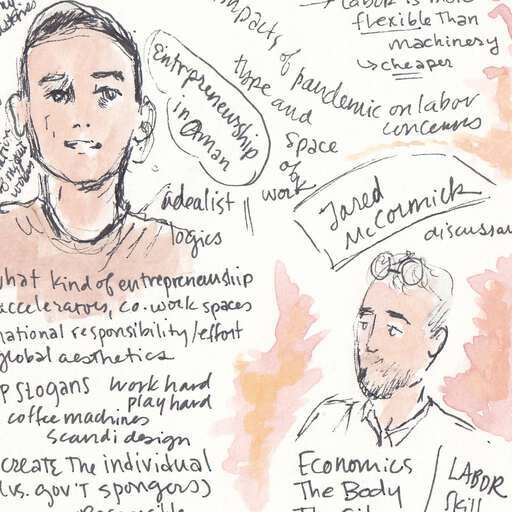 impacts of pandemic on labor
concerns
type and
space
of
work
Labor is more
flexible Than
machinery
↳ cheaper
Entrepreneurship
in Oman
idealist
logics
Jared
McCormick
discussant
what kind of entrepreneuship
accelerators, co-work spaces
national responsibility/effort
global aesthetics
SLOGANS
work hard
play hard
coffee machines
scandi design
CREATE The individual
(vs. gov'T spongers)
Economics
The Body
The
LABOR
skill